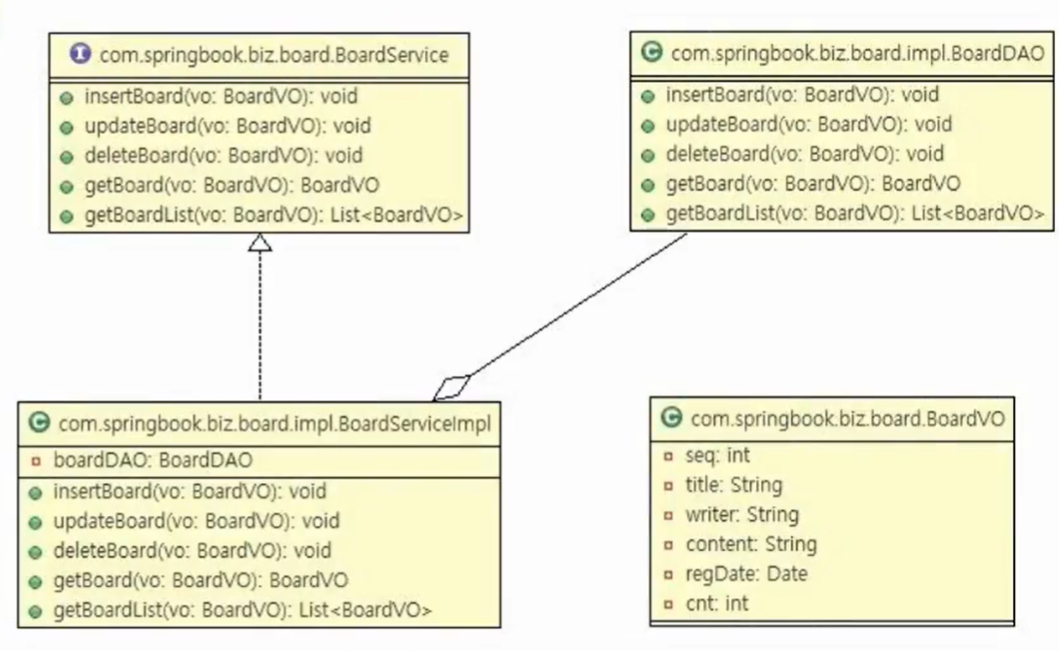 I com.springbook.biz.board.BoardService
insertBoard(vo: BoardVO): void
updateBoard(vo: BoardVO): void
deleteBoard(vo: BoardVO): void
getBoard(vo: BoardVO): BoardVO
getBoardList(vo: BoardVO): List<BoardVO>
C com.springbook.biz.board.impl.BoardDAO
insertBoard(vo: BoardVO): void
updateBoard(vo: BoardVO): void
deleteBoard(vo: BoardVO): void
getBoard(vo: BoardVO): BoardVO
getBoardList(vo: BoardVO): List<BoardVO>
C com.springbook.biz.board.impl.BoardServiceImpl
boardDAO: BoardDAO
insertBoard(vo: BoardVO): void
updateBoard(vo: BoardVO): void
deleteBoard(vo: BoardVO): void
getBoard(vo: BoardVO): BoardVO
getBoardList(vo: BoardVO): List<BoardVO>
C com.springbook.biz.board.BoardVO
seq: int
title: String
writer: String
content: String
regDate: Date
cnt: int